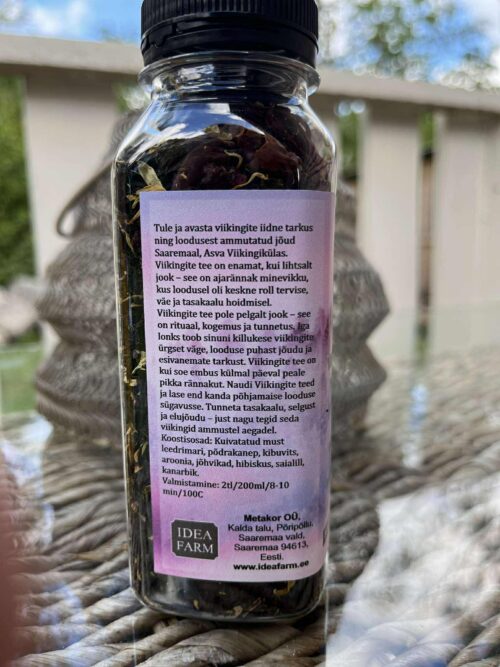 Tule ja avasta viikingite iidne tarkus
ning loodusest ammutatud jõud
Saaremaal, Asva Viikingikülas.
Viikingite tee on enamat, kui lihtsalt
jook – see on ajarännak minevikku,
kus loodusel oli keskne roll tervise,
väe ja tasakaalu hoidmisel.
Viikingite tee pole pelgalt jook – see
on rituaal, kogemus ja tunnetus. Iga
lonks toob sinuni killukese viikingite
ürgset väge, looduse puhast jõudu ja
esivanemate tarkust. Viikingite tee on
kui soe embus külmal päeval peale
pikka rännakut. Naudi Viikingite teed
ja lase end kanda põhjamaise looduse
sügavusse. Tunneta tasakaalu, selgust
ja elujõudu – just nagu tegid seda
viikingid ammustel aegadel.
Koostisosad: Kuivatatud must
leedrimari, põdrakanep, kibuvits,
aroonia, jõhvikad, hibiskus, saialill,
kanarbik.
Valmistamine: 2tl/200ml/8-10
min/100C
IDEA
FARM
Metakor OÜ,
Kalda talu, Põripõllu,
Saaremaa vald,
Saaremaa 94613,
Eesti.
www.ideafarm.ee